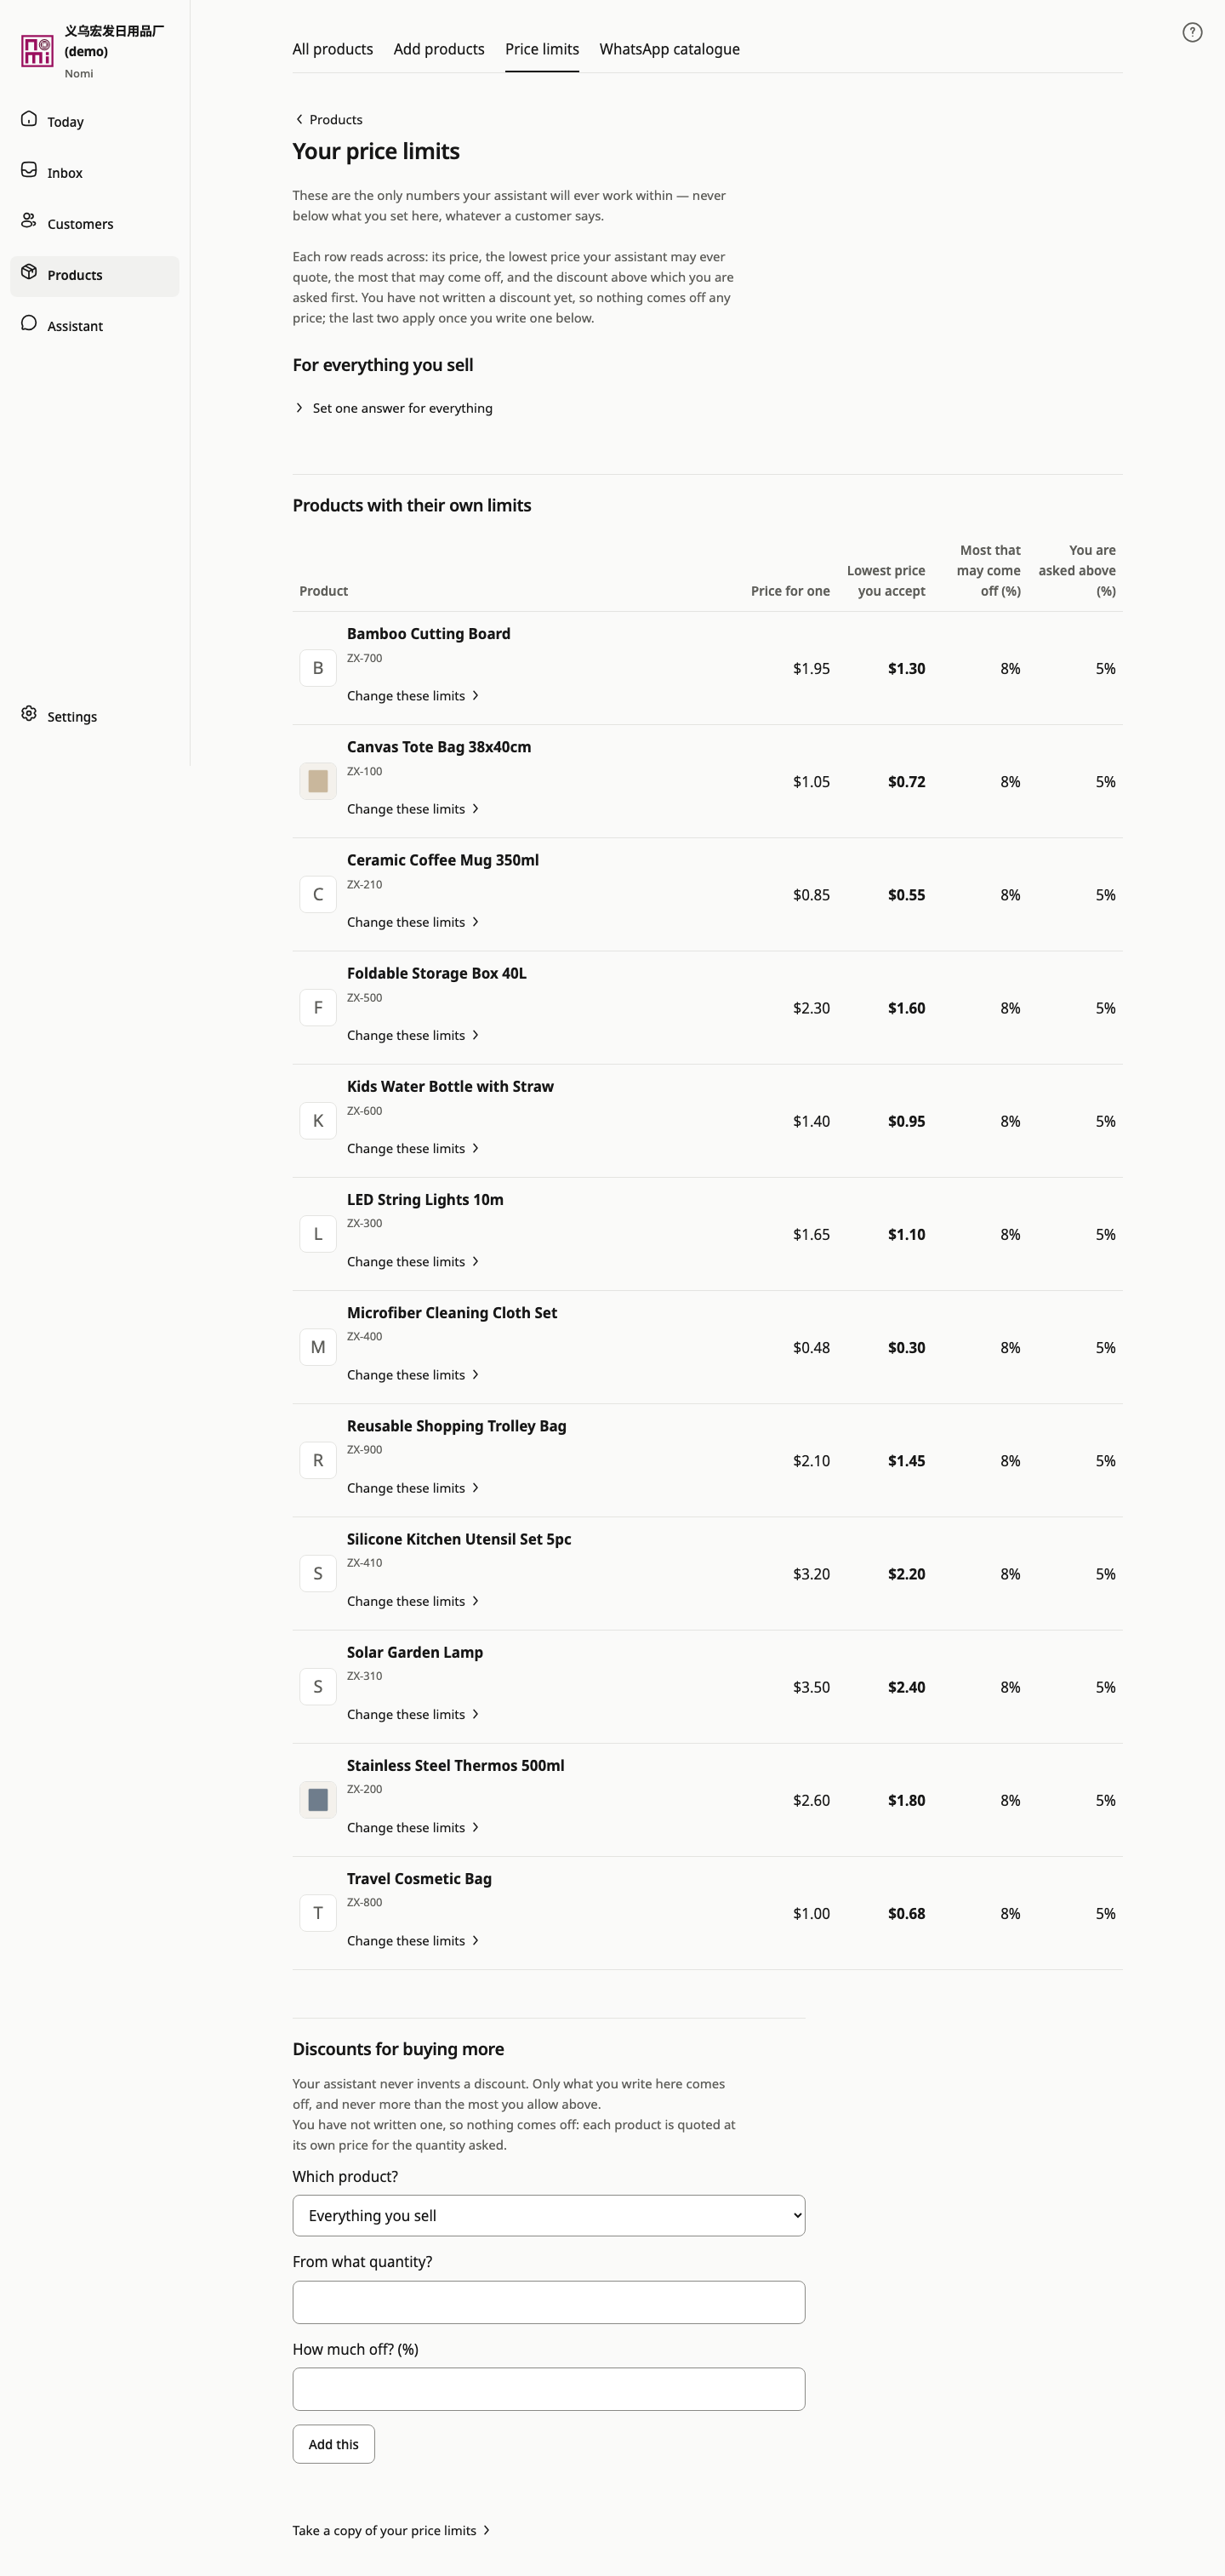 义乌宏发日用品厂
(demo)
Nomi
Today
Inbox
Customers
Products
Assistant
Settings
All products
Add products
Price limits
WhatsApp catalogue
Products
Your price limits
These are the only numbers your assistant will ever work within — never
below what you set here, whatever a customer says.
Each row reads across: its price, the lowest price your assistant may ever
quote, the most that may come off, and the discount above which you are
asked first. You have not written a discount yet, so nothing comes off any
price; the last two apply once you write one below.
For everything you sell
Set one answer for everything
Products with their own limits
Product
Price for one
Lowest price
you accept
Most that
may come
off (%)
You are
asked above
(%)
Bamboo Cutting Board
B
ZX-700
Change these limits
$1.95
$1.30
8%
5%
Canvas Tote Bag 38x40cm
ZX-100
Change these limits
$1.05
$0.72
8%
5%
Ceramic Coffee Mug 350ml
C
ZX-210
Change these limits
$0.85
$0.55
8%
5%
Foldable Storage Box 40L
F
ZX-500
Change these limits
$2.30
$1.60
8%
5%
Kids Water Bottle with Straw
K
ZX-600
Change these limits
$1.40
$0.95
8%
5%
LED String Lights 10m
L
ZX-300
Change these limits
$1.65
$1.10
8%
5%
Microfiber Cleaning Cloth Set
M
ZX-400
Change these limits
$0.48
$0.30
8%
5%
Reusable Shopping Trolley Bag
R
ZX-900
Change these limits
$2.10
$1.45
8%
5%
Silicone Kitchen Utensil Set 5pc
S
ZX-410
Change these limits
$3.20
$2.20
8%
5%
Solar Garden Lamp
S
ZX-310
Change these limits
$3.50
$2.40
8%
5%
Stainless Steel Thermos 500ml
ZX-200
Change these limits
$2.60
$1.80
8%
5%
Travel Cosmetic Bag
T
ZX-800
Change these limits
$1.00
$0.68
8%
5%
Discounts for buying more
Your assistant never invents a discount. Only what you write here comes
off, and never more than the most you allow above.
You have not written one, so nothing comes off: each product is quoted at
its own price for the quantity asked.
Which product?
Everything you sell
From what quantity?
How much off? (%)
Add this
Take a copy of your price limits